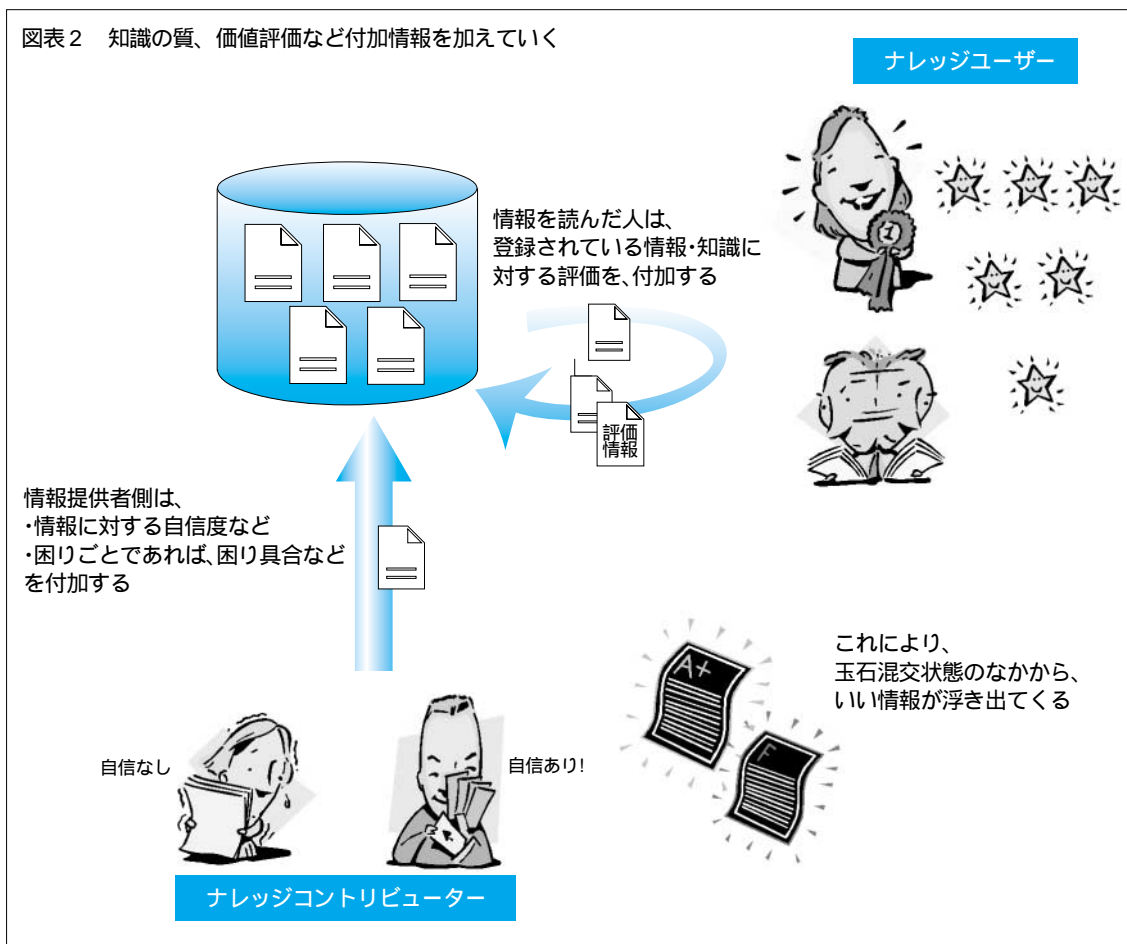 図表2 知識の質、価値評価など付加情報を加えていく
ナレッジユーザー
情報を読んだ人は、
登録されている情報・知識に
対する評価を、付加する
1
評価
情報
情報提供者側は、
・情報に対する自信度など
・困りごとであれば、困り具合など
を付加する
A+
F
これにより、
玉石混交状態のなかから、
いい情報が浮き出てくる
自信なし
自信あり!
ナレッジコントリビューター